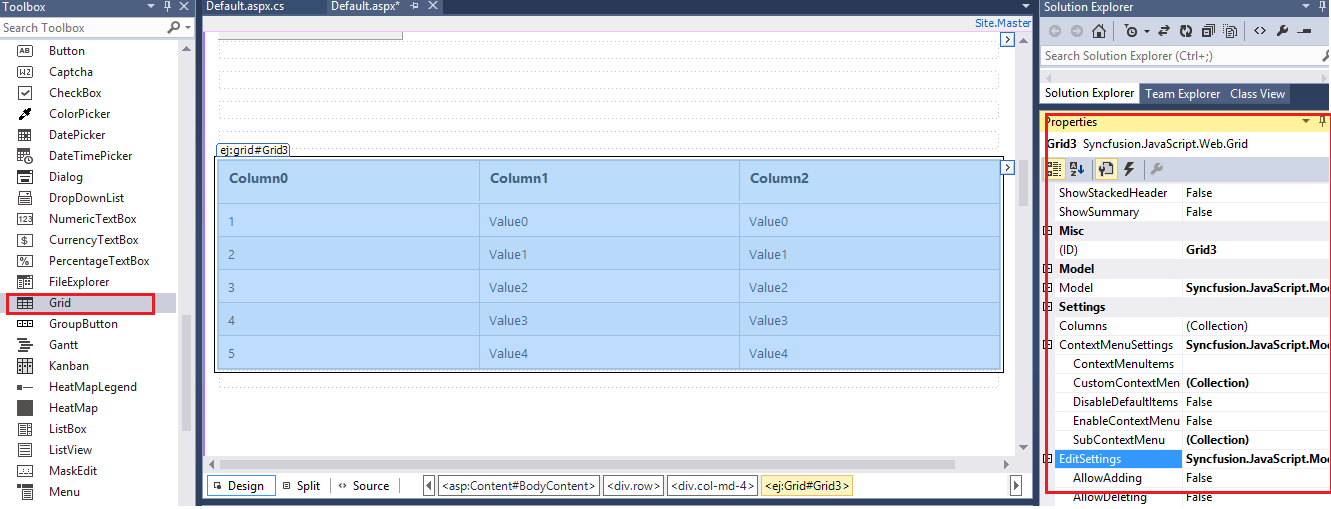 Toolbox
Search Toolbox
Button
Captcha
CheckBox
ColorPicker
DatePicker
DateTimePicker
Dialog
DropDownList
NumericTextBox
CurrencyTextBox
PercentageTextBox
FileExplorer
Grid
GroupButton
Gantt
Kanban
HeatMapLegend
HeatMap
ListBox
ListView
MaskEdit
Menu
Default.aspx.cs Default.aspx*
Site.Master
ej:grid#Grid3
Column0 Column1 Column2
1 Value0 Value0
2 Value1 Value1
3 Value2 Value2
4 Value3 Value3
5 Value4 Value4
Design Split Source <asp:Content#BodyContent> <div.row> <div.col-md-4> <ej:Grid#Grid3>
Solution Explorer
Search Solution Explorer (Ctrl+;)
Solution Explorer Team Explorer Class View
Properties
Grid3 Syncfusion.JavaScript.Web.Grid
ShowStackedHeader False
ShowSummary False
Misc
(ID) Grid3
Model
Model Syncfusion.JavaScript.Mo
Settings
Columns (Collection)
ContextMenuSettings Syncfusion.JavaScript.Mo
ContextMenuItems
CustomContextMen (Collection)
DisableDefaultItems False
EnableContextMenu False
SubContextMenu (Collection)
EditSettings Syncfusion.JavaScript.Mo
AllowAdding False
AllowDeleting False